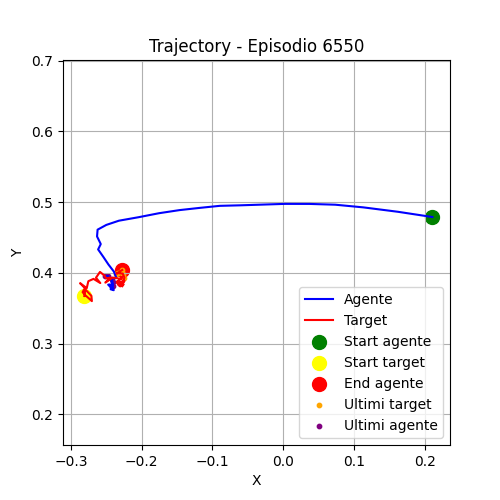 Trajectory - Episodio 6550
0.7
0.6
0.5
0.4
0.3
0.2
Y
−0.3
−0.2
−0.1
0.0
0.1
0.2
X
Agente
Target
Start agente
Start target
End agente
Ultimi target
Ultimi agente